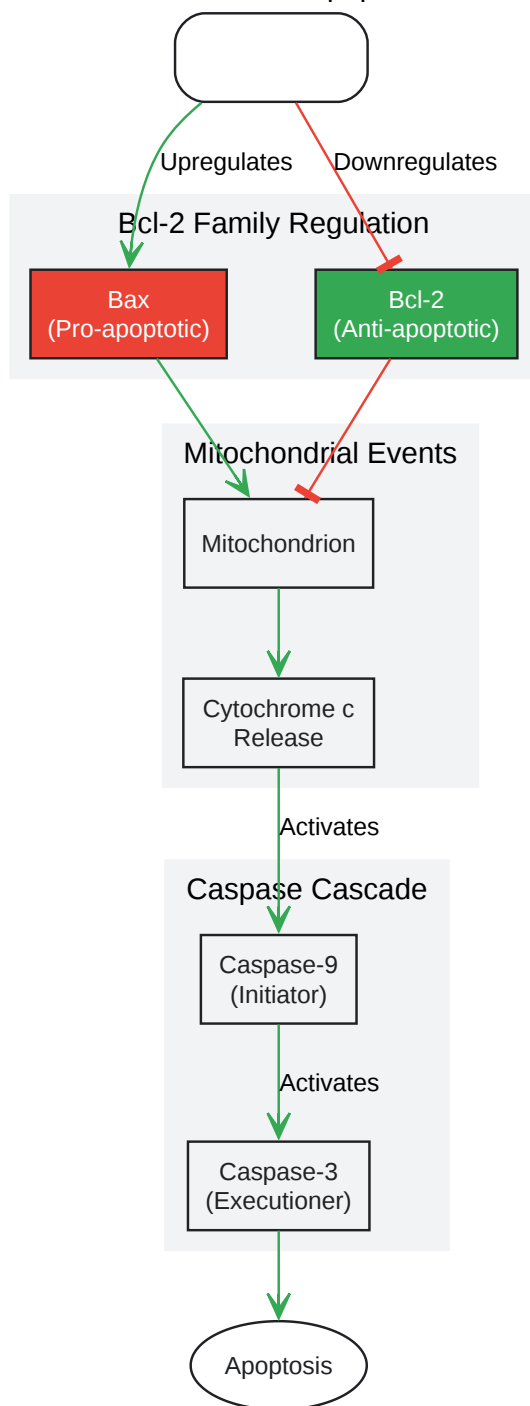 Upregulates
Downregulates
Bcl-2 Family Regulation
Bax
(Pro-apoptotic)
Bcl-2
(Anti-apoptotic)
Mitochondrial Events
Mitochondrion
Cytochrome c
Release
Activates
Caspase Cascade
Caspase-9
(Initiator)
Activates
Caspase-3
(Executioner)
Apoptosis